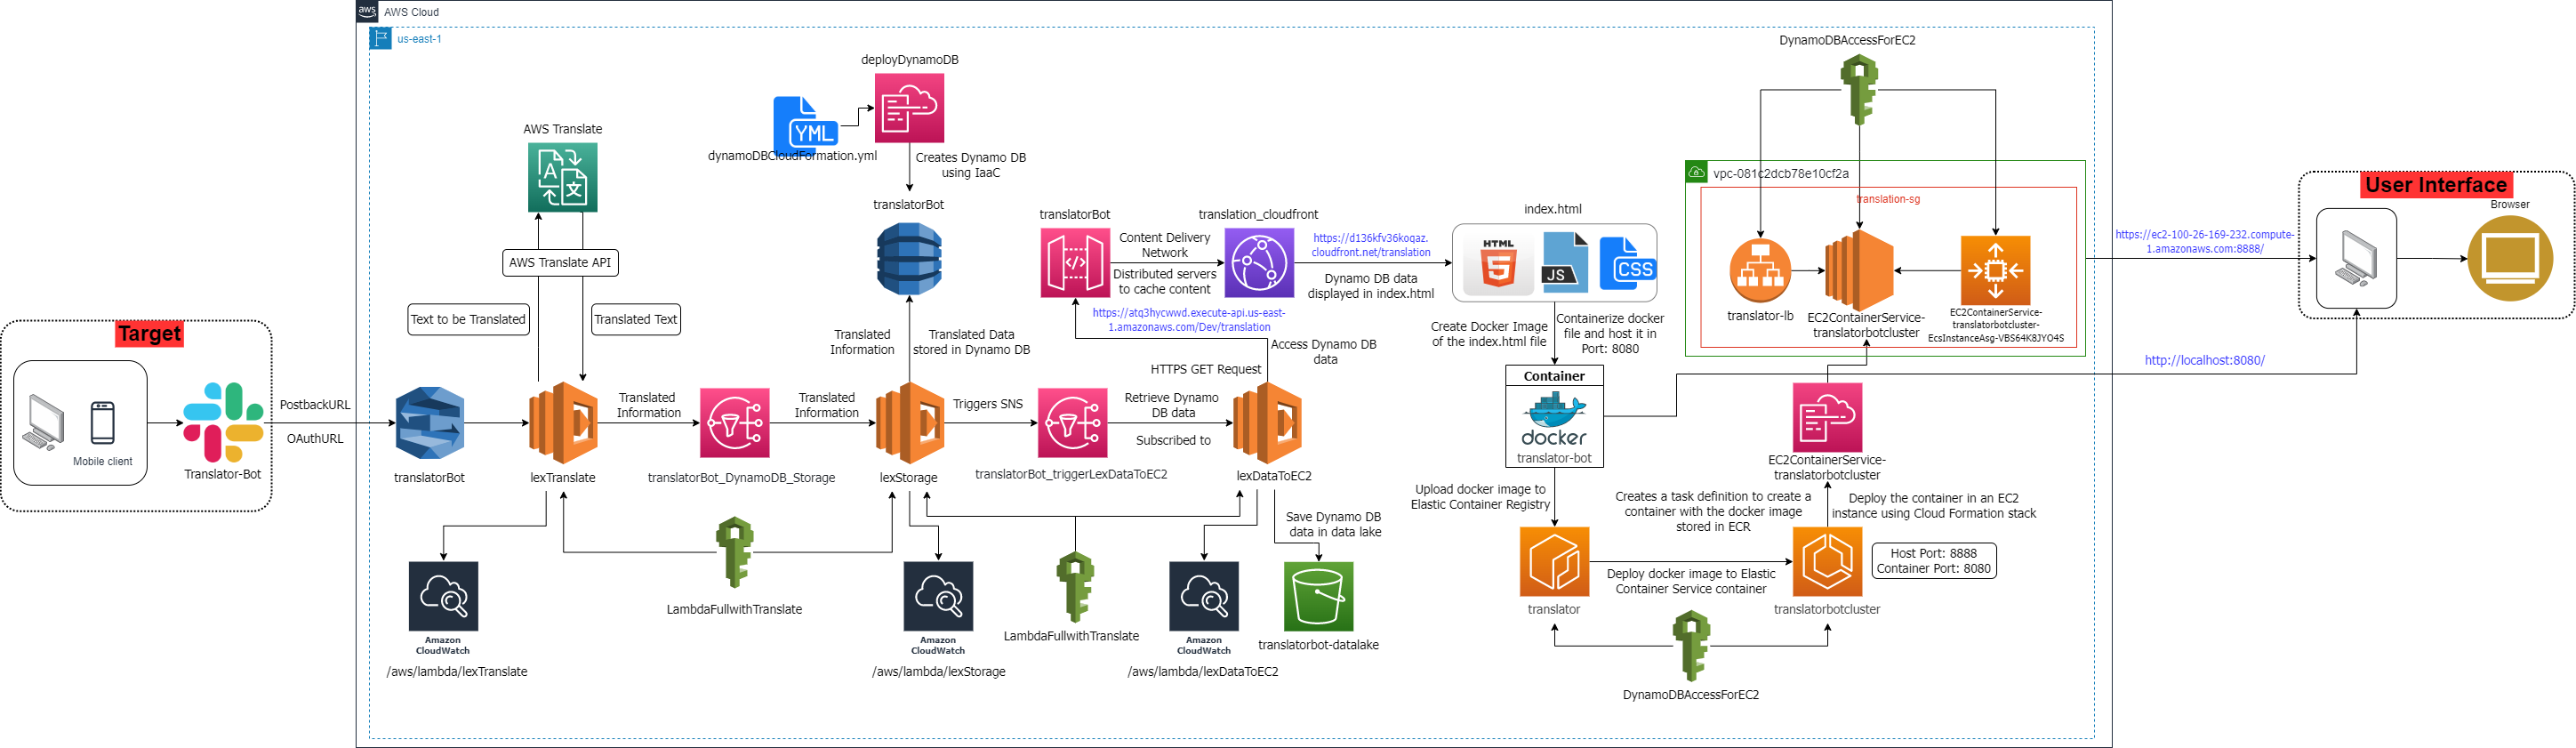 aws
AWS Cloud
us-east-1
Target
Mobile client
Translator-Bot
PostbackURL
OAuthURL
translatorBot
AWS Translate
A
文
AWS Translate API
Text to be Translated
Translated Text
lexTranslate
Amazon
CloudWatch
/aws/lambda/lexTranslate
Translated
Information
translatorBot_DynamoDB_Storage
LambdaFullwithTranslate
Translated
Information
deployDynamoDB
YML
dynamoDBCloudFormation.yml
Creates Dynamo DB
using IaaC
translatorBot
Translated
Information
Translated Data
stored in Dynamo DB
lexStorage
Amazon
CloudWatch
/aws/lambda/lexStorage
Triggers SNS
translatorBot_triggerLexDataToEC2
LambdaFullwithTranslate
Retrieve Dynamo
DB data
Subscribed to
lexDataToEC2
Amazon
CloudWatch
/aws/lambda/lexDataToEC2
Save Dynamo DB
data in data lake
translatorbot-datalake
HTTPS GET Request
Access Dynamo DB
data
https://atq3hycwwd.execute-api.us-east-
1.amazonaws.com/Dev/translation
translatorBot
</>
Content Delivery
Network
Distributed servers
to cache content
translation_cloudfront
https://d136kfv36koqaz.
cloudfront.net/translation
Dynamo DB data
displayed in index.html
index.html
HTML
5
JS
CSS
Create Docker Image
of the index.html file
Containerize docker
file and host it in
Port: 8080
Container
docker
translator-bot
Upload docker image to
Elastic Container Registry
translator
Deploy docker image to Elastic
Container Service container
Creates a task definition to create a
container with the docker image
stored in ECR
translatorbotcluster
Host Port: 8888
Container Port: 8080
DynamoDBAccessForEC2
Deploy the container in an EC2
instance using Cloud Formation stack
EC2ContainerService-
translatorbotcluster
DynamoDBAccessForEC2
vpc-081c2dcb78e10cf2a
translation-sg
translator-lb
EC2ContainerService-
translatorbotcluster
EC2ContainerService-
translatorbotcluster-
EcsInstanceAsg-VBS64K8JYO4S
https://ec2-100-26-169-232.compute-
1.amazonaws.com:8888/
http://localhost:8080/
User Interface
Browser